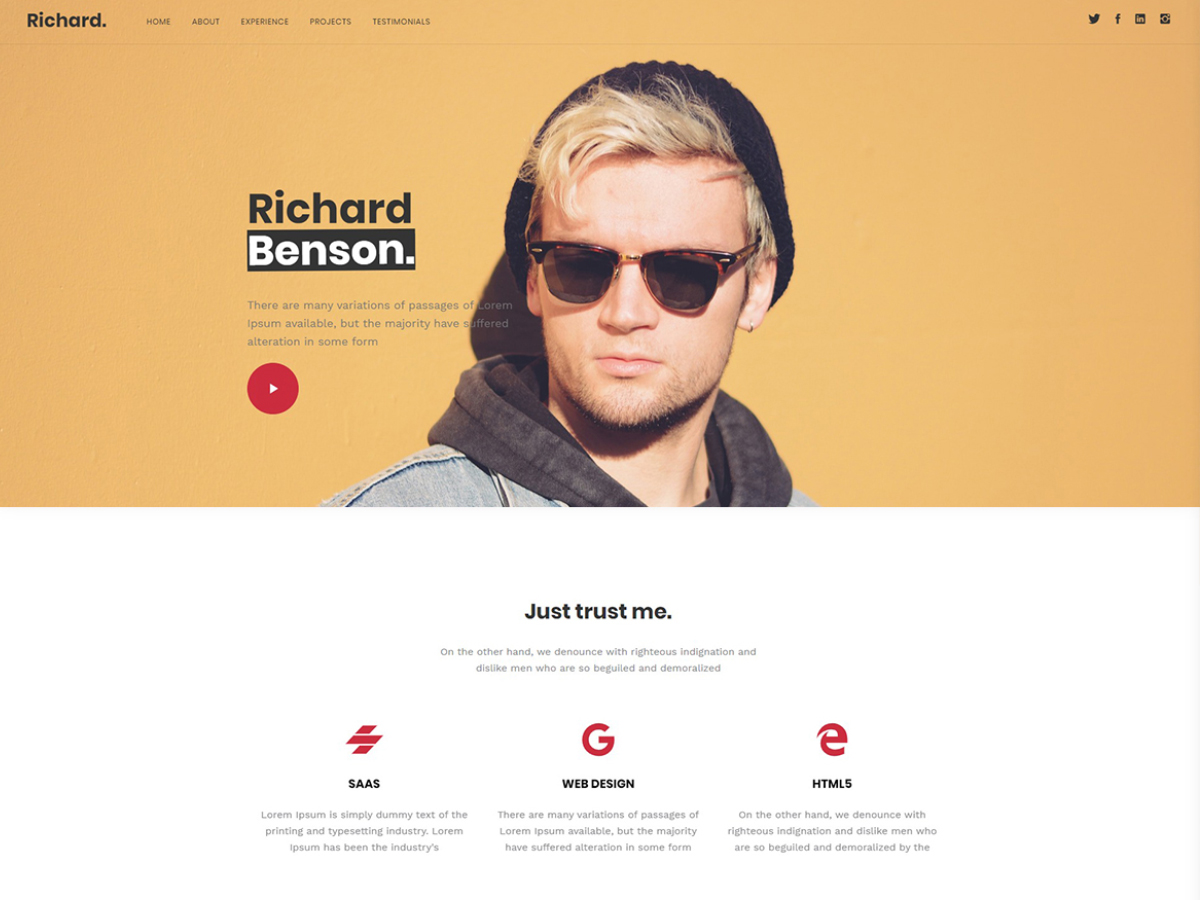 Richard.
HOME ABOUT EXPERIENCE PROJECTS TESTIMONIALS
Richard
Benson.
There are many variations of passages of Lorem
Ipsum available, but the majority have suffered
alteration in some form
Just trust me.
On the other hand, we denounce with righteous indignation and
dislike men who are so beguiled and demoralized
SAAS
Lorem Ipsum is simply dummy text of the
printing and typesetting industry. Lorem
Ipsum has been the industry's
WEB DESIGN
There are many variations of passages of
Lorem Ipsum available, but the majority
have suffered alteration in some form
HTML5
On the other hand, we denounce with
righteous indignation and dislike men who
are so beguiled and demoralized by the